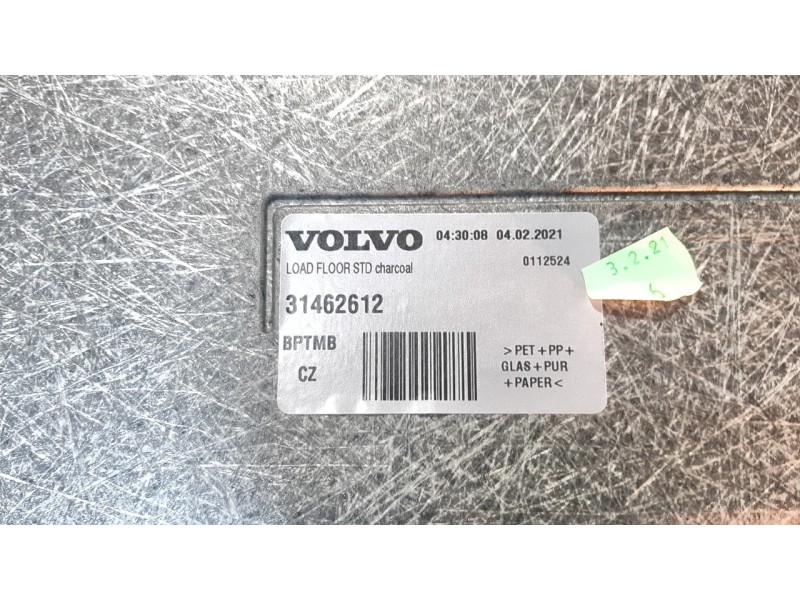 VOLVO 04:30:08 04.02.2021
LOAD FLOOR STD charcoal 0112524
31462612
BPTMB
CZ
>PET+PP+
GLAS+PUR
+PAPER<
3.2.21